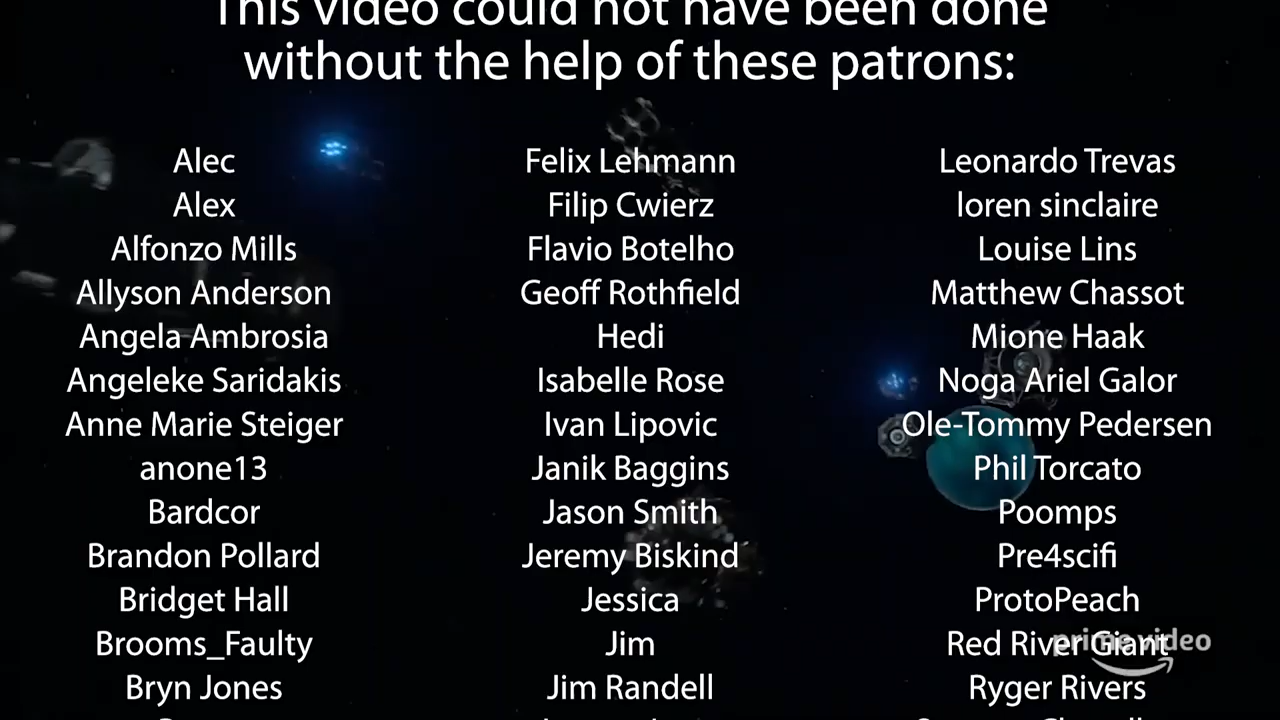 This video could not have been done
without the help of these patrons:
Alec
Alex
Alfonzo Mills
Allyson Anderson
Angela Ambrosia
Angeleke Saridakis
Anne Marie Steiger
anone13
Bardcor
Brandon Pollard
Bridget Hall
Brooms_Faulty
Bryn Jones
Felix Lehmann
Filip Cwierz
Flavio Botelho
Geoff Rothfield
Hedi
Isabelle Rose
Ivan Lipovic
Janik Baggins
Jason Smith
Jeremy Biskind
Jessica
Jim
Jim Randell
Leonardo Trevas
loren sinclaire
Louise Lins
Matthew Chassot
Mione Haak
Noga Ariel Galor
Ole-Tommy Pedersen
Phil Torcato
Poomps
Pre4scifi
ProtoPeach
Red River Giant
Ryger Rivers
prime video